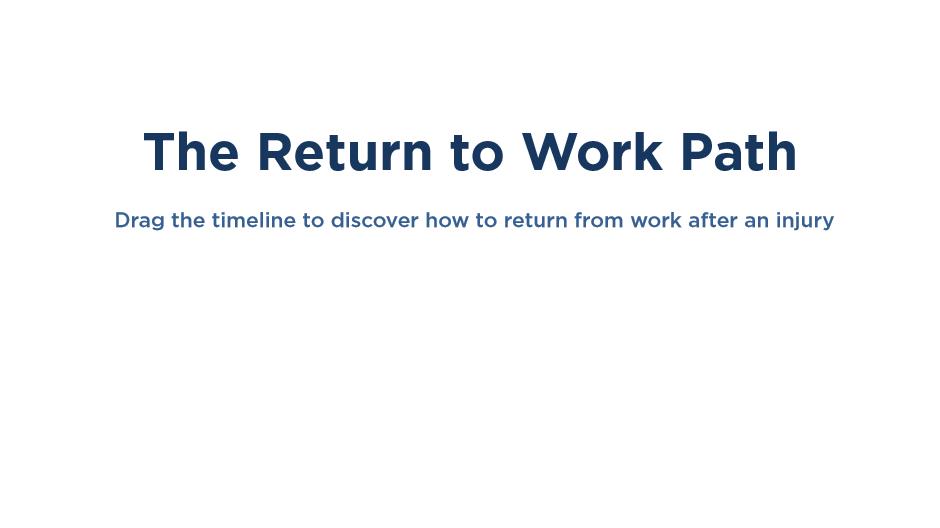 The Return to Work Path
Drag the timeline to discover how to return from work after an injury